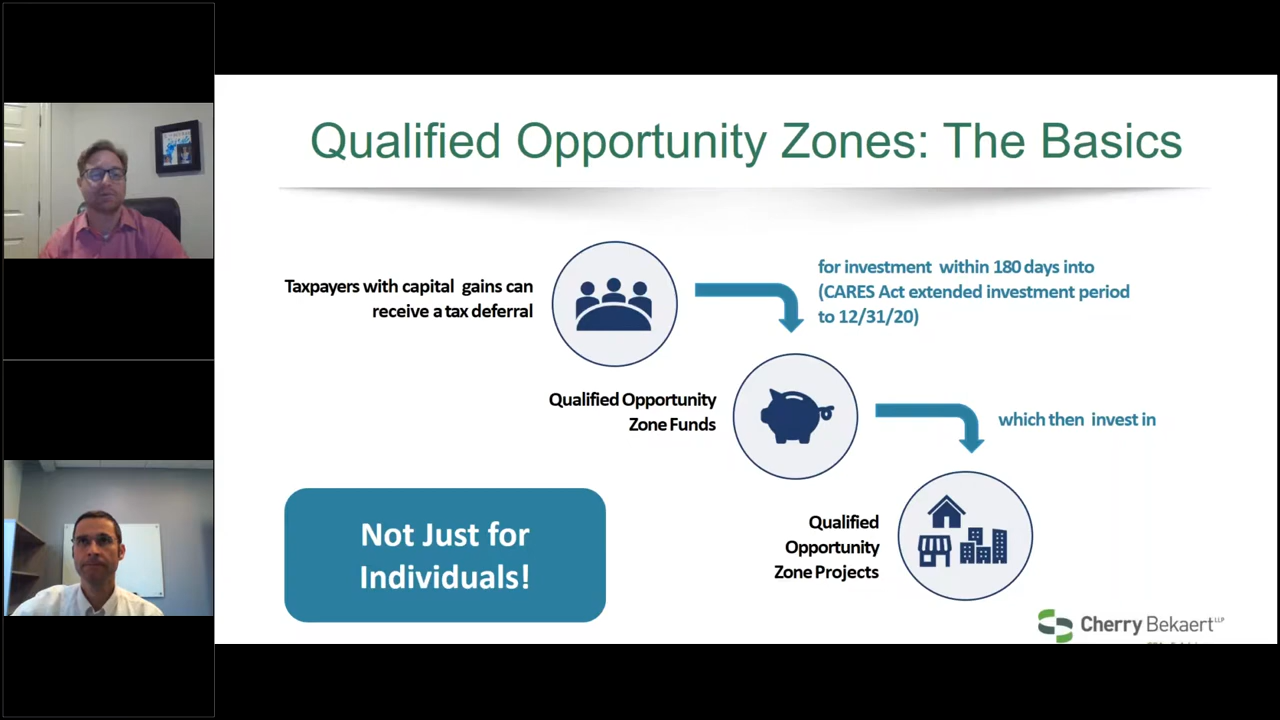 Qualified Opportunity Zones: The Basics
Taxpayers with capital gains can
receive a tax deferral
for investment within 180 days into
(CARES Act extended investment period
to 12/31/20)
Qualified Opportunity
Zone Funds
which then invest in
Qualified
Opportunity
Zone Projects
Not Just for
Individuals!
Cherry Bekaert LLP